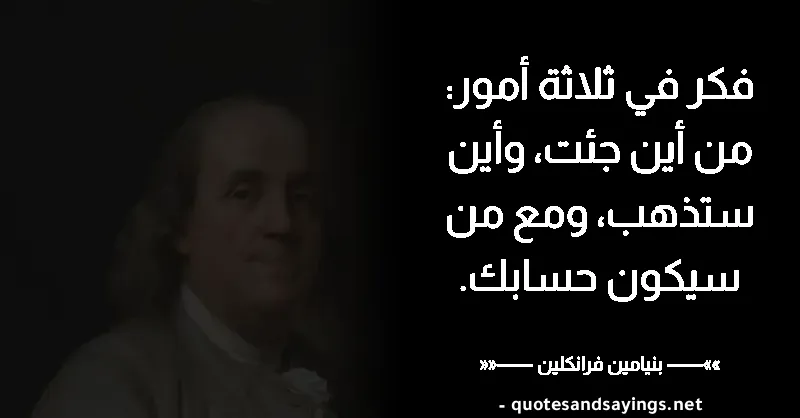 فكر في ثلاثة أمور:
من أين جئت، وأين
ستذهب، ومع من
سيكون حسابك.
»»—— بنيامين فرانكلين ——««
- quotesandsayings.net